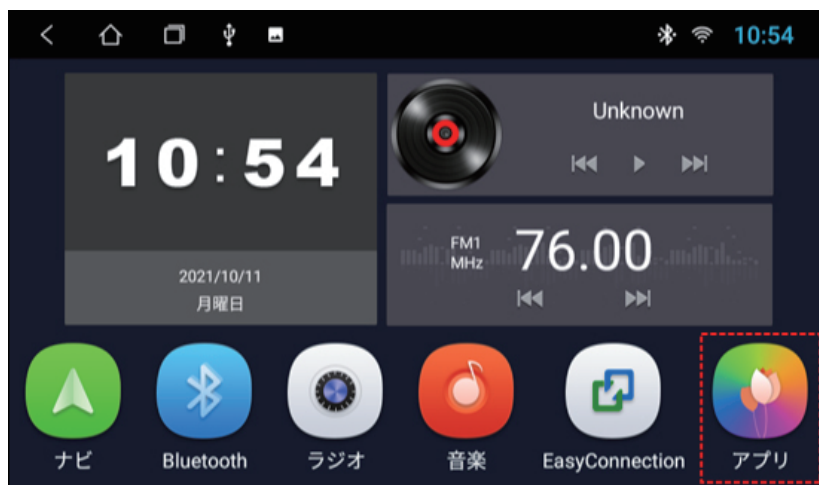 10:54
10:54
2021/10/11
月曜日
Unknown
FM1
MHz
76.00
ナビ
Bluetooth
ラジオ
音楽
EasyConnection
アプリ